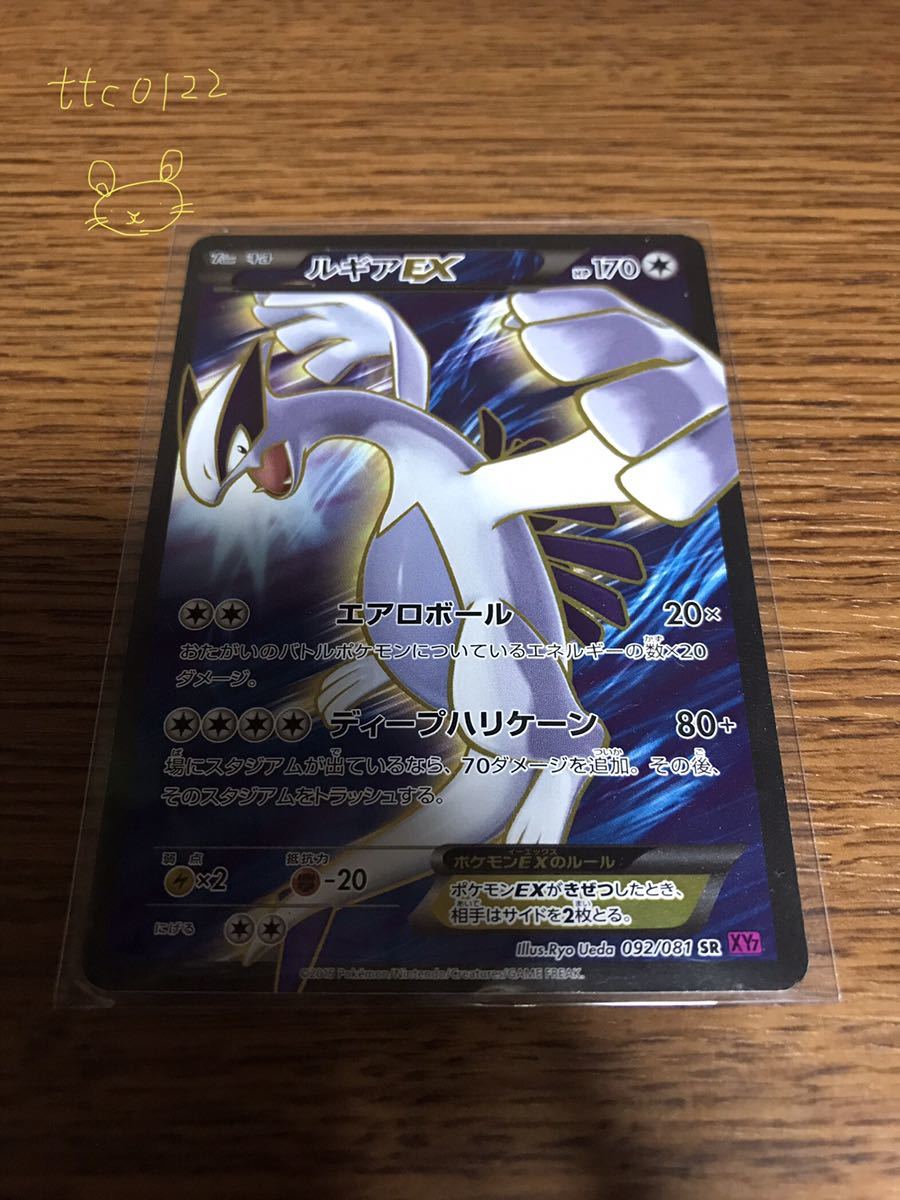 ttc0122
ルギアEX HP170
エアロボール 20×
おたがいのバトルポケモンについているエネルギーの数×20
ダメージ。
ディープハリケーン 80+
場にスタジアムが出ているなら、70ダメージを追加。その後、
そのスタジアムをトラッシュする。
弱点 ×2 抵抗力 -20
にげる
ポケモンEXのルール
ポケモンEXがきぜつしたとき、
相手はサイドを2枚とる。
Illus.Ryo Ueda 092/081 SR XY7
©2015 Pokémon/Nintendo/Creatures/GAME FREAK.